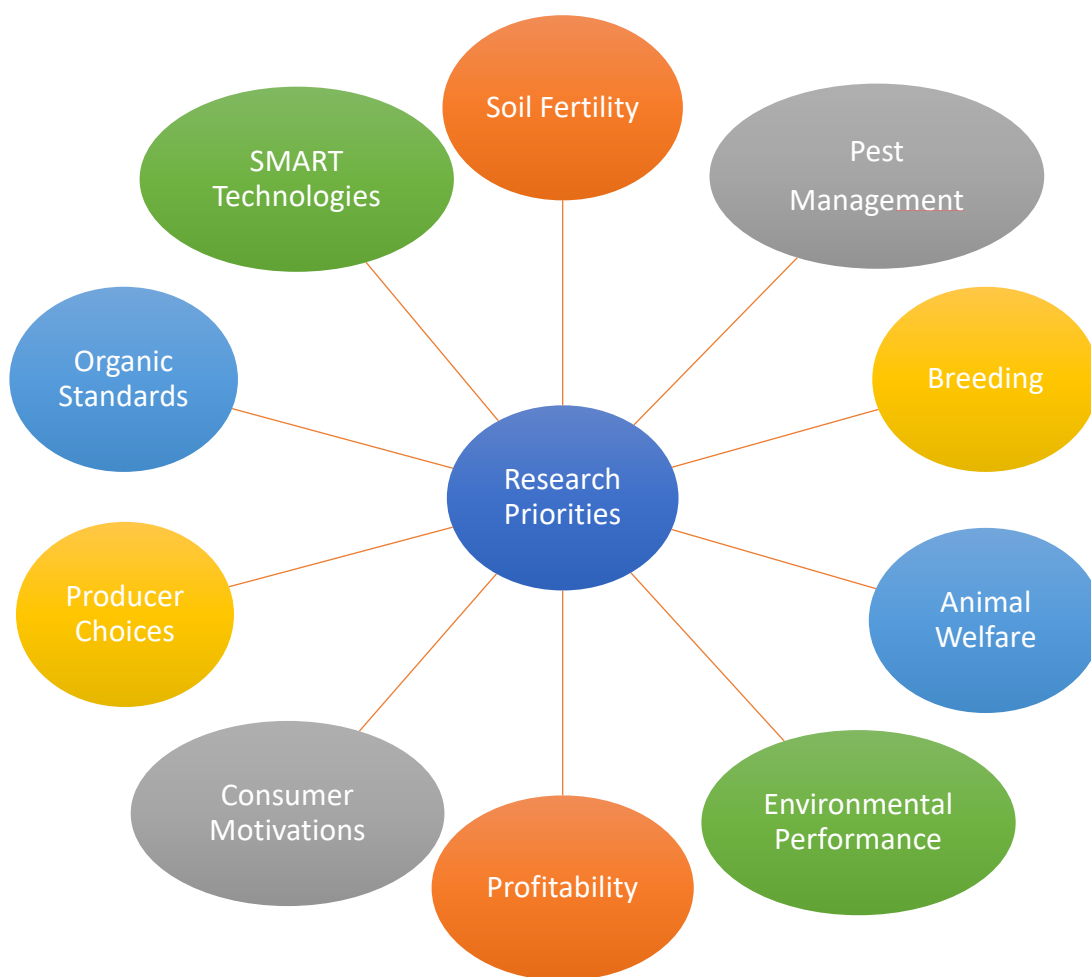 Soil Fertility
Pest
Management
Breeding
Animal
Welfare
Environmental
Performance
Profitability
Consumer
Motivations
Producer
Choices
Organic
Standards
SMART
Technologies
Research
Priorities